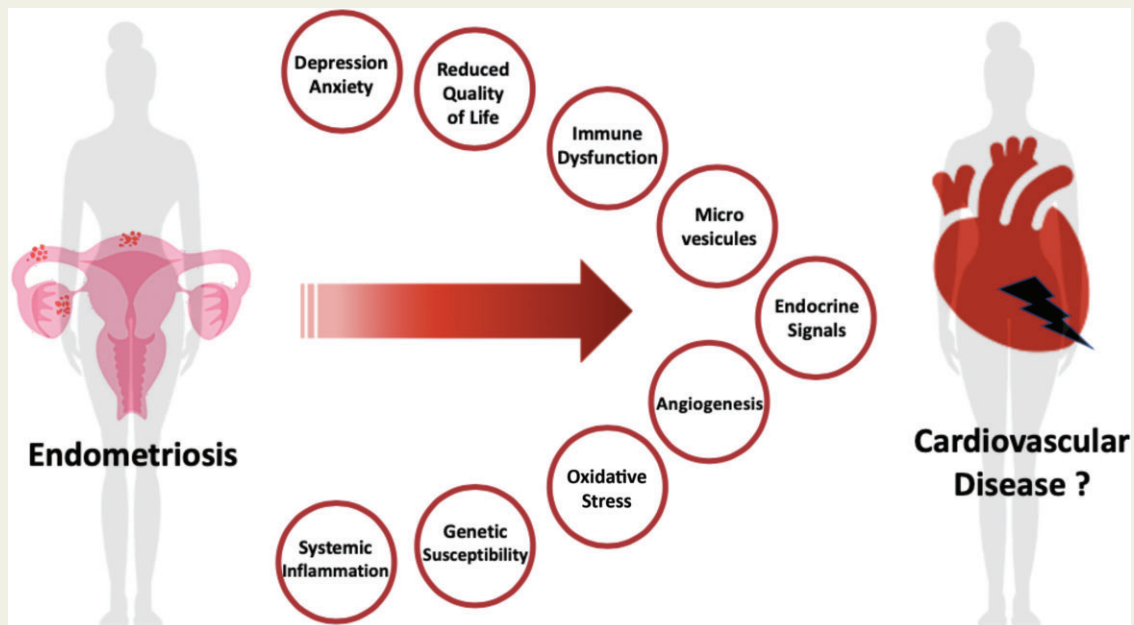 Depression
Anxiety
Reduced
Quality
of Life
Immune
Dysfunction
Micro
vesicules
Endocrine
Signals
Angiogenesis
Oxidative
Stress
Genetic
Susceptibility
Systemic
Inflammation
Endometriosis
Cardiovascular
Disease ?